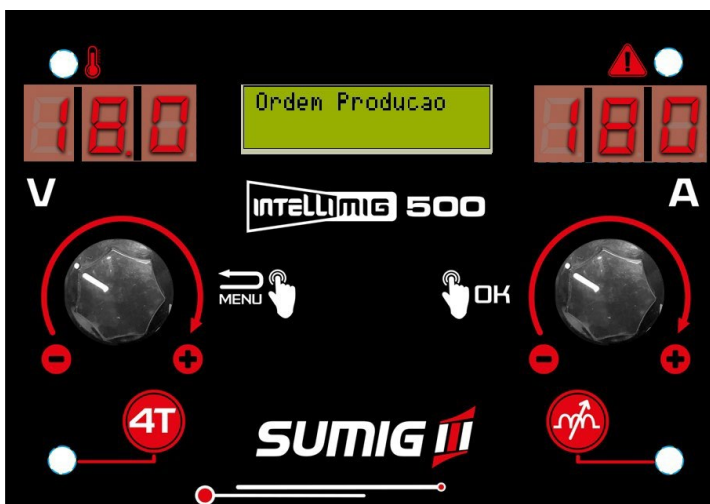 18.0
Ordem Producao
180
V
INTELLIMIG 500
A
MENU
OK
- +
- +
4T
SUMIG